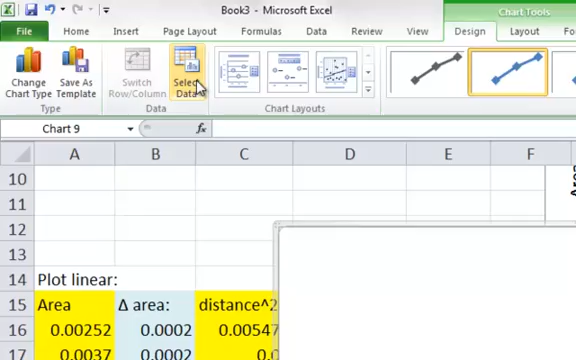 Book3 - Microsoft Excel
Chart Tools
File Home Insert Page Layout Formulas Data Review View Design Layout
Change Chart Type
Save As Template
Switch Row/Column
Select Data
Type
Data
Chart Layouts
Chart 9
fx
A B C D E F
10
11
12
13
14 Plot linear:
15 Area Δ area: distance^2
16 0.00252 0.0002 0.00547
17 0.0037 0.0002